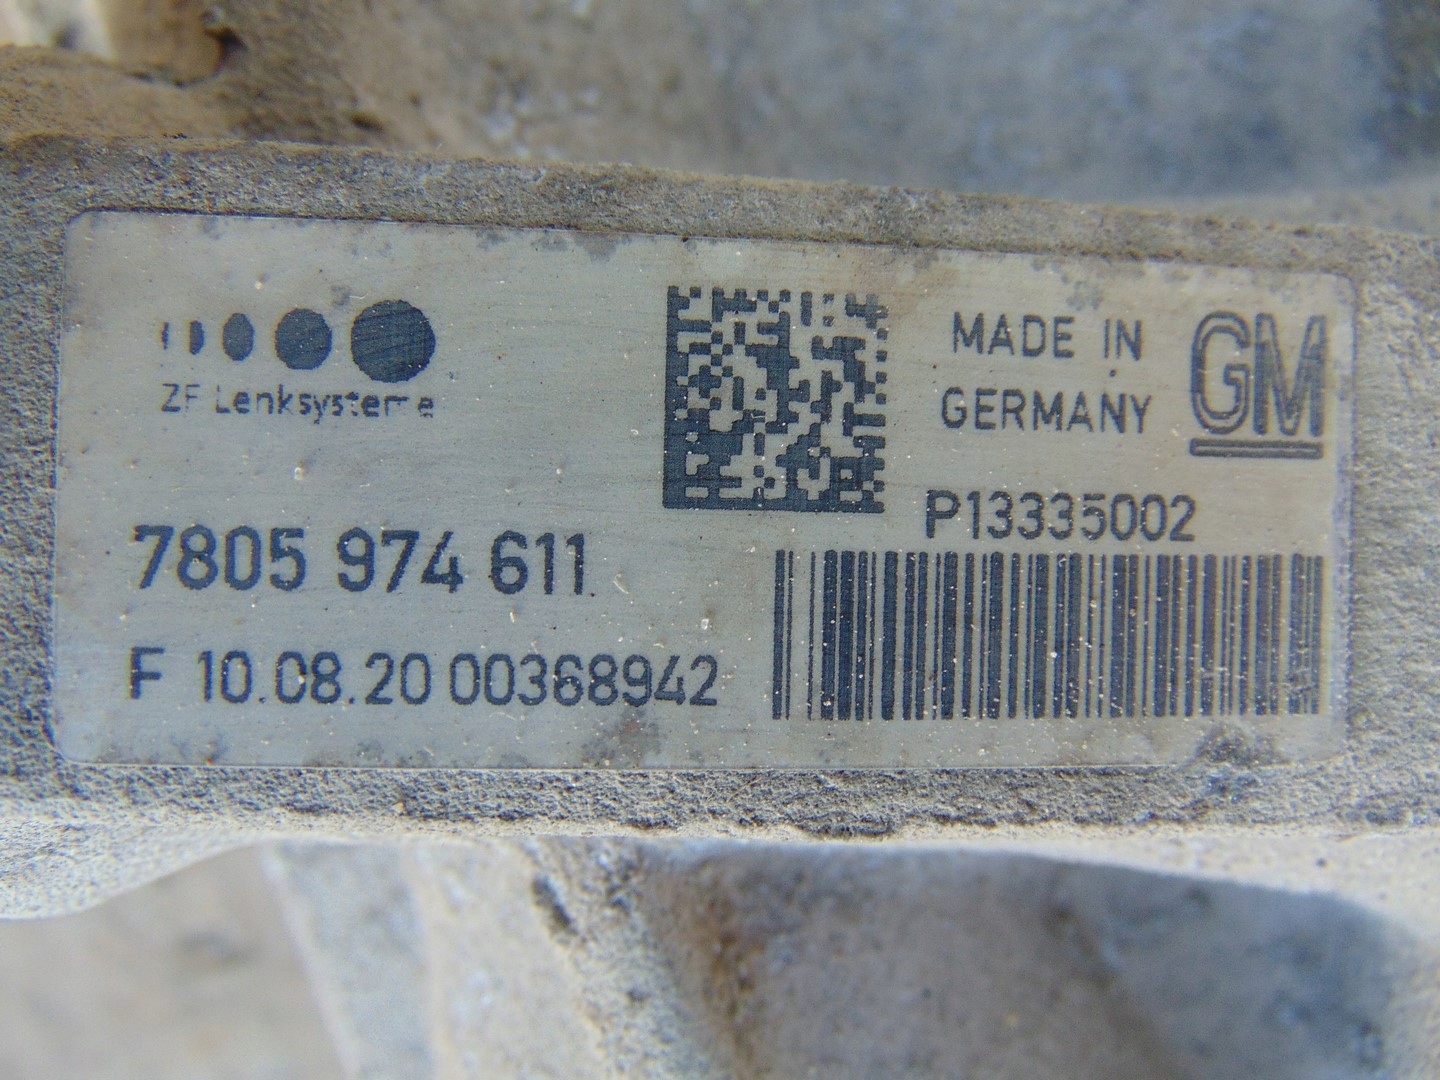 ZF Lenksysteme
7805 974 611
F 10.08.20 00368942
MADE IN
GERMANY
GM
P13335002